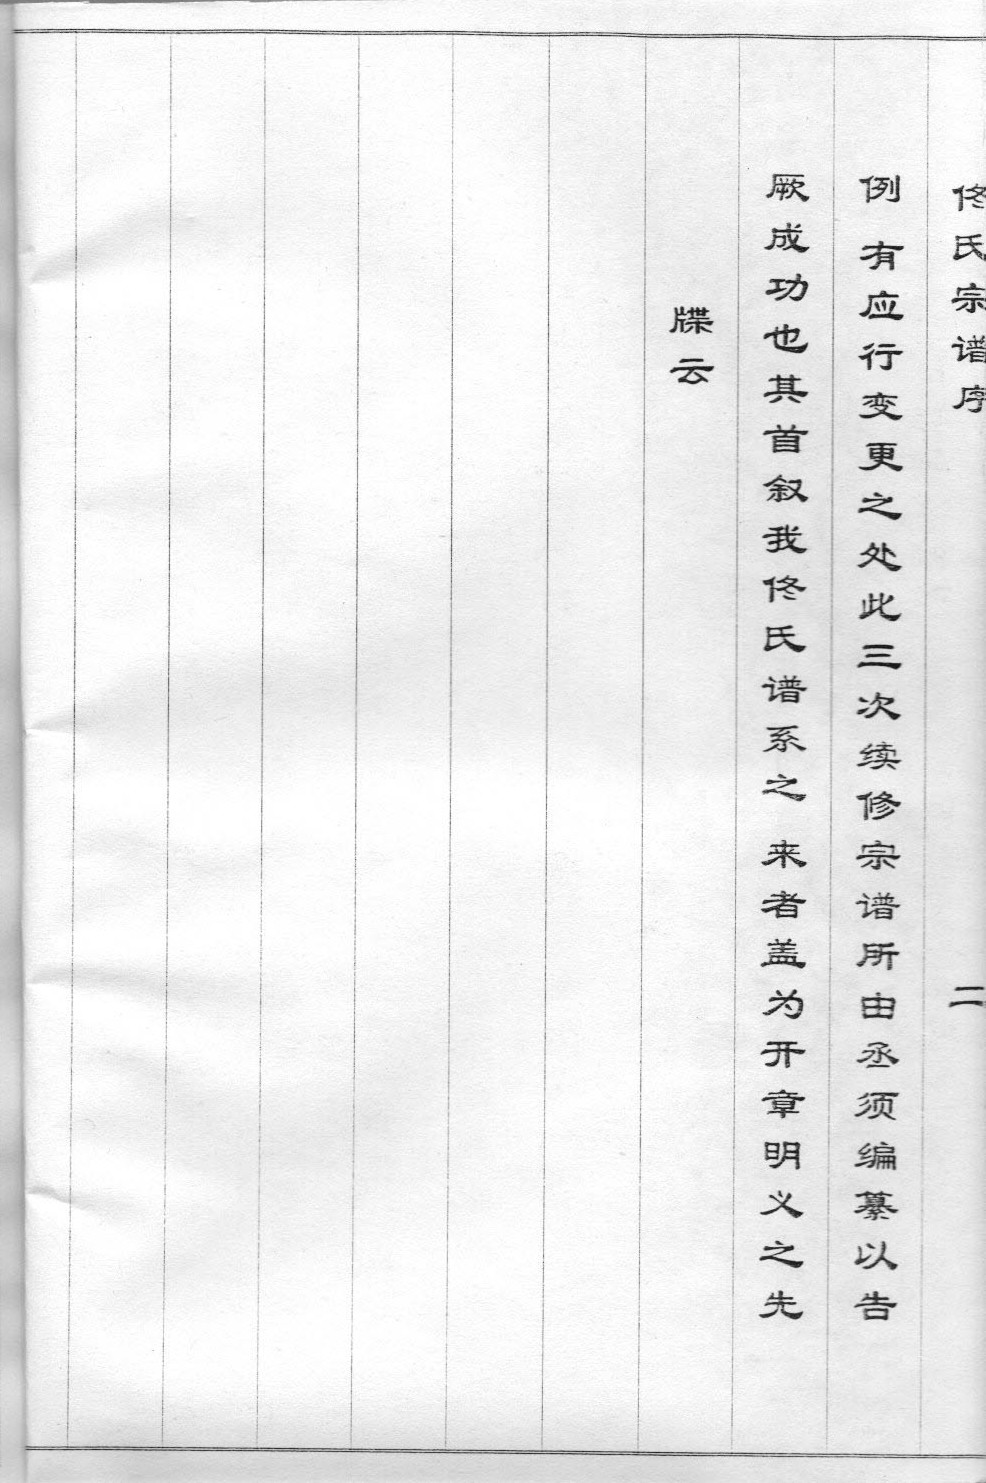 佟氏宗谱序 二
例 有应行变更之处此三次续修宗谱所由丞须编纂以告
厥成功也其首叙我佟氏谱系之 来者盖为开章明义之先
牒云